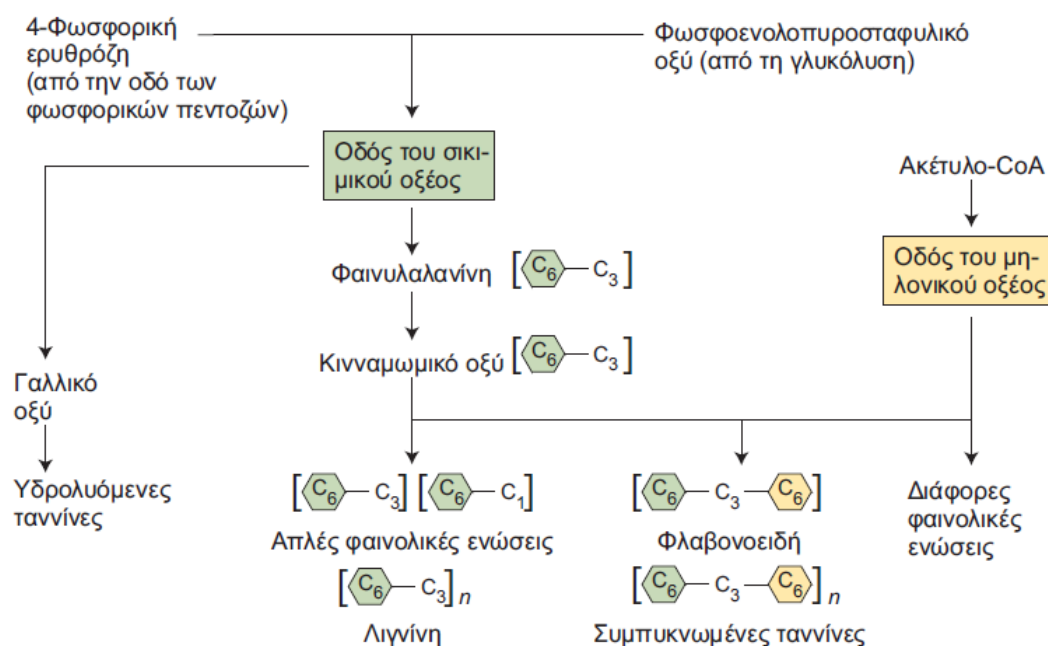 4-Φωσφορική
ερυθρόζη
(από την οδό των
φωσφορικών πεντοζών)
Φωσφοενολοπυροσταφυλικό
οξύ (από τη γλυκόλυση)
Οδός του σικι-
μικού οξέος
Ακέτυλο-CoA
Οδός του μη-
λονικού οξέος
Φαινυλαλανίνη [C6—C3]
Κινναμωμικό οξύ [C6—C3]
Γαλλικό
οξύ
Υδρολυόμενες
ταννίνες
[C6—C3] [C6—C1]
Απλές φαινολικές ενώσεις
[C6—C3]n
Λιγνίνη
[C6—C3—C6]
Φλαβονοειδή
[C6—C3—C6]n
Συμπυκνωμένες ταννίνες
Διάφορες
φαινολικές
ενώσεις